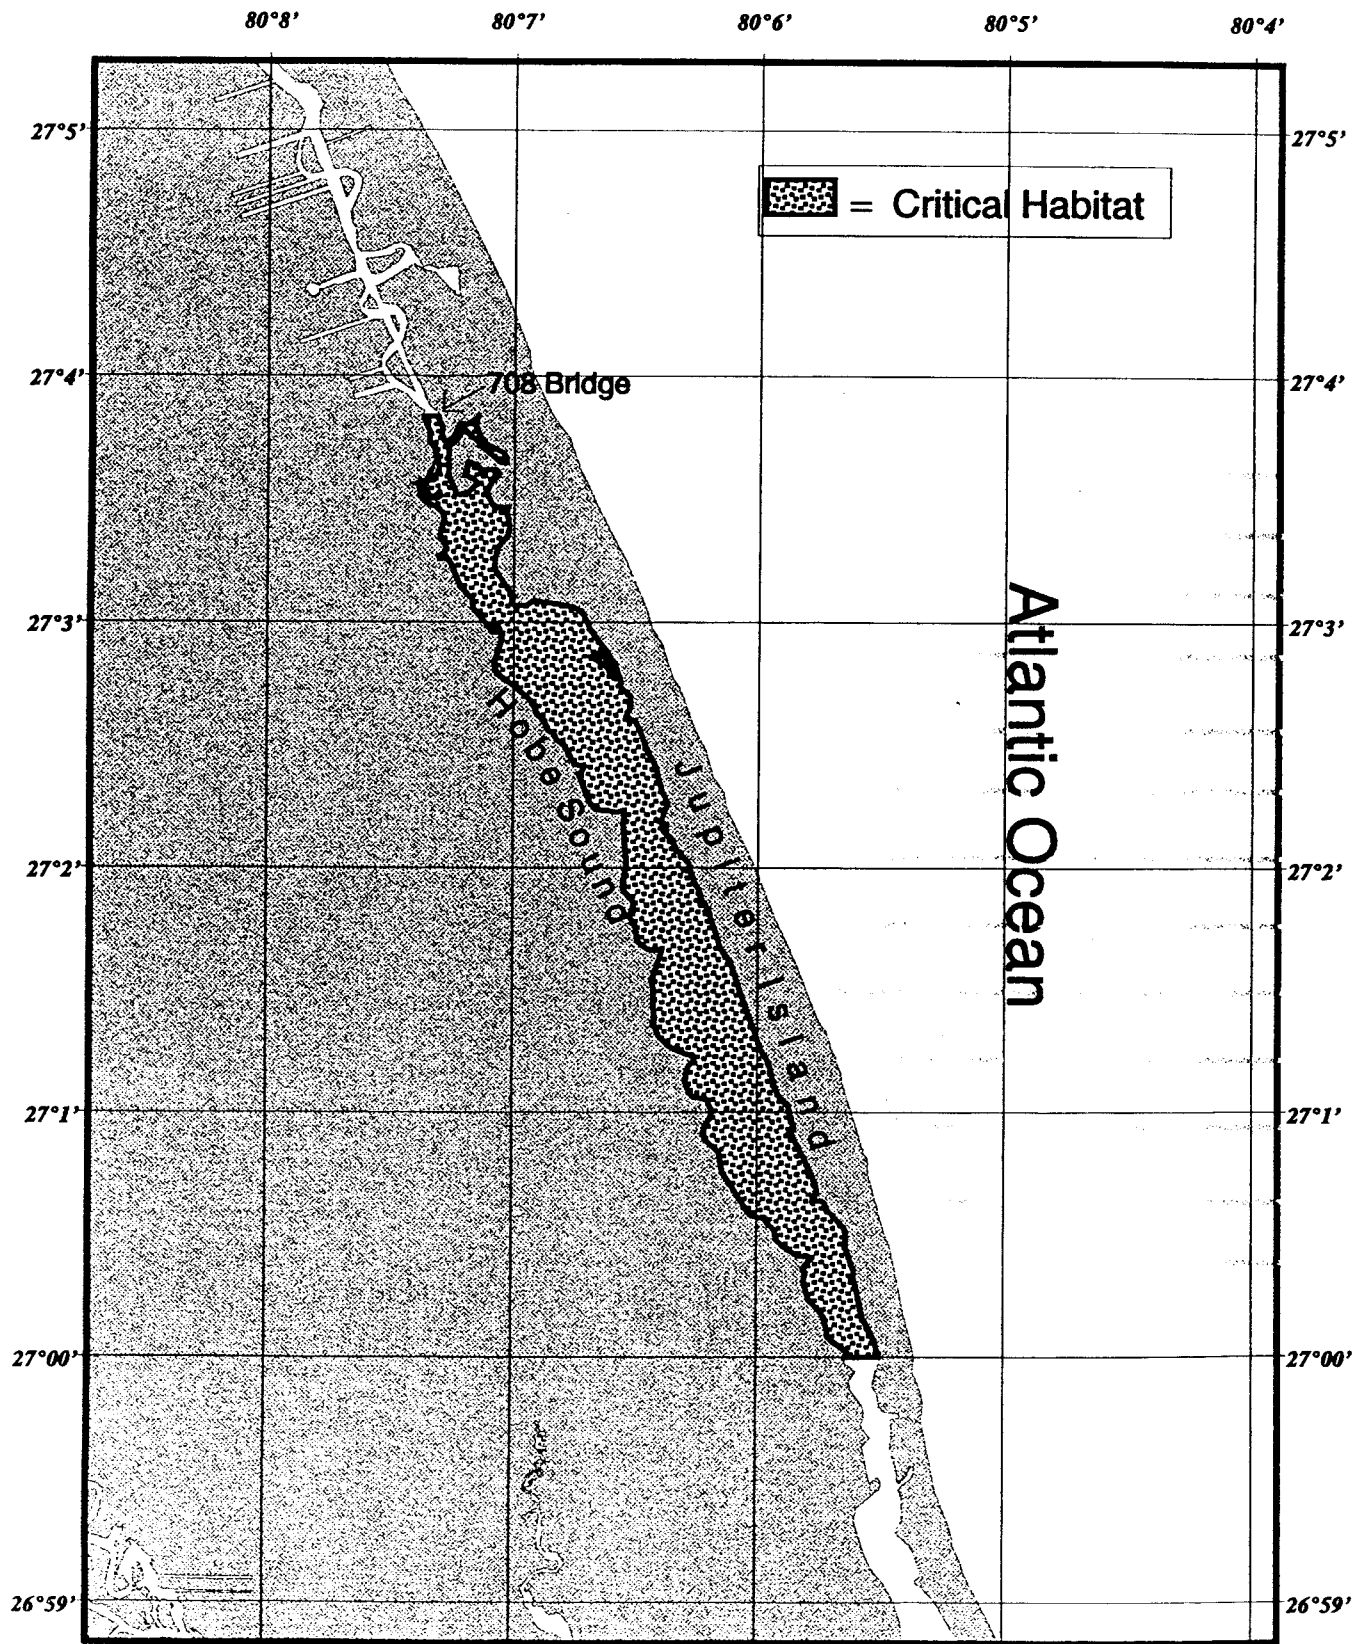 80°8' 80°7' 80°6' 80°5' 80°4'
27°5' 27°5'
= Critical Habitat
27°4' 27°4'
708 Bridge
27°3' 27°3'
Atlantic Ocean
Hobe Sound
Jupiter Island
27°2' 27°2'
27°1' 27°1'
27°00' 27°00'
26°59' 26°59'